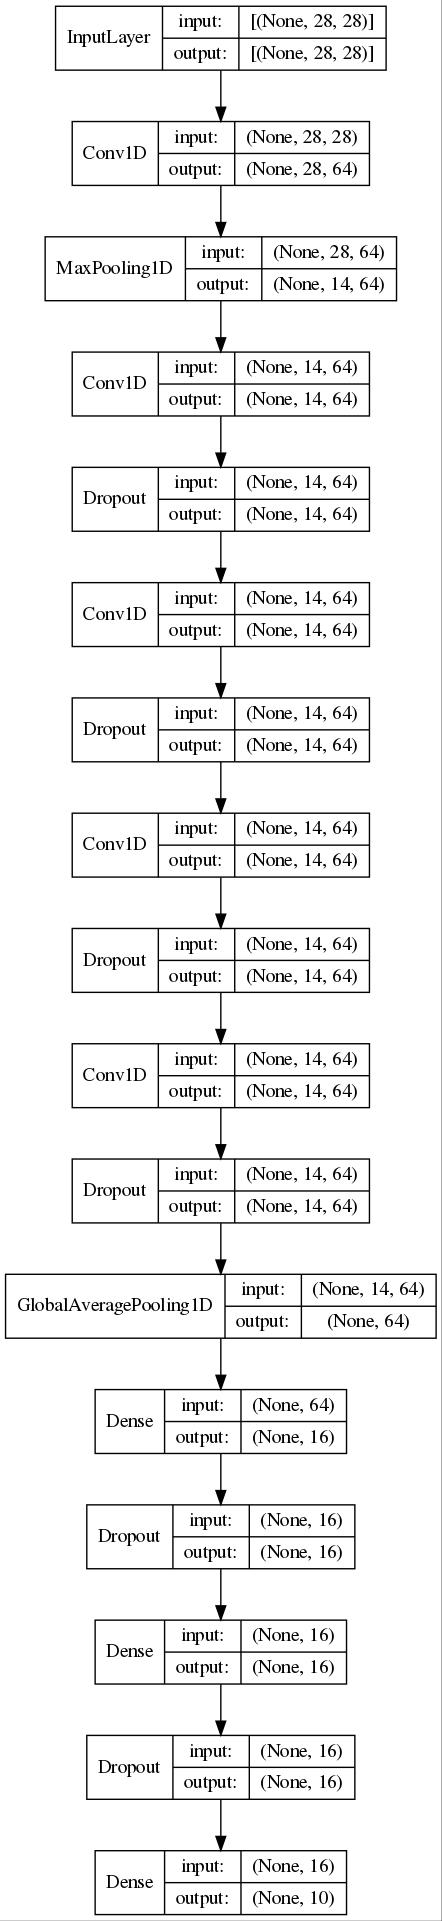 InputLayer input: [(None, 28, 28)]
output: [(None, 28, 28)]
Conv1D input: (None, 28, 28)
output: (None, 28, 64)
MaxPooling1D input: (None, 28, 64)
output: (None, 14, 64)
Conv1D input: (None, 14, 64)
output: (None, 14, 64)
Dropout input: (None, 14, 64)
output: (None, 14, 64)
Conv1D input: (None, 14, 64)
output: (None, 14, 64)
Dropout input: (None, 14, 64)
output: (None, 14, 64)
Conv1D input: (None, 14, 64)
output: (None, 14, 64)
Dropout input: (None, 14, 64)
output: (None, 14, 64)
Conv1D input: (None, 14, 64)
output: (None, 14, 64)
Dropout input: (None, 14, 64)
output: (None, 14, 64)
GlobalAveragePooling1D input: (None, 14, 64)
output: (None, 64)
Dense input: (None, 64)
output: (None, 16)
Dropout input: (None, 16)
output: (None, 16)
Dense input: (None, 16)
output: (None, 16)
Dropout input: (None, 16)
output: (None, 16)
Dense input: (None, 16)
output: (None, 10)